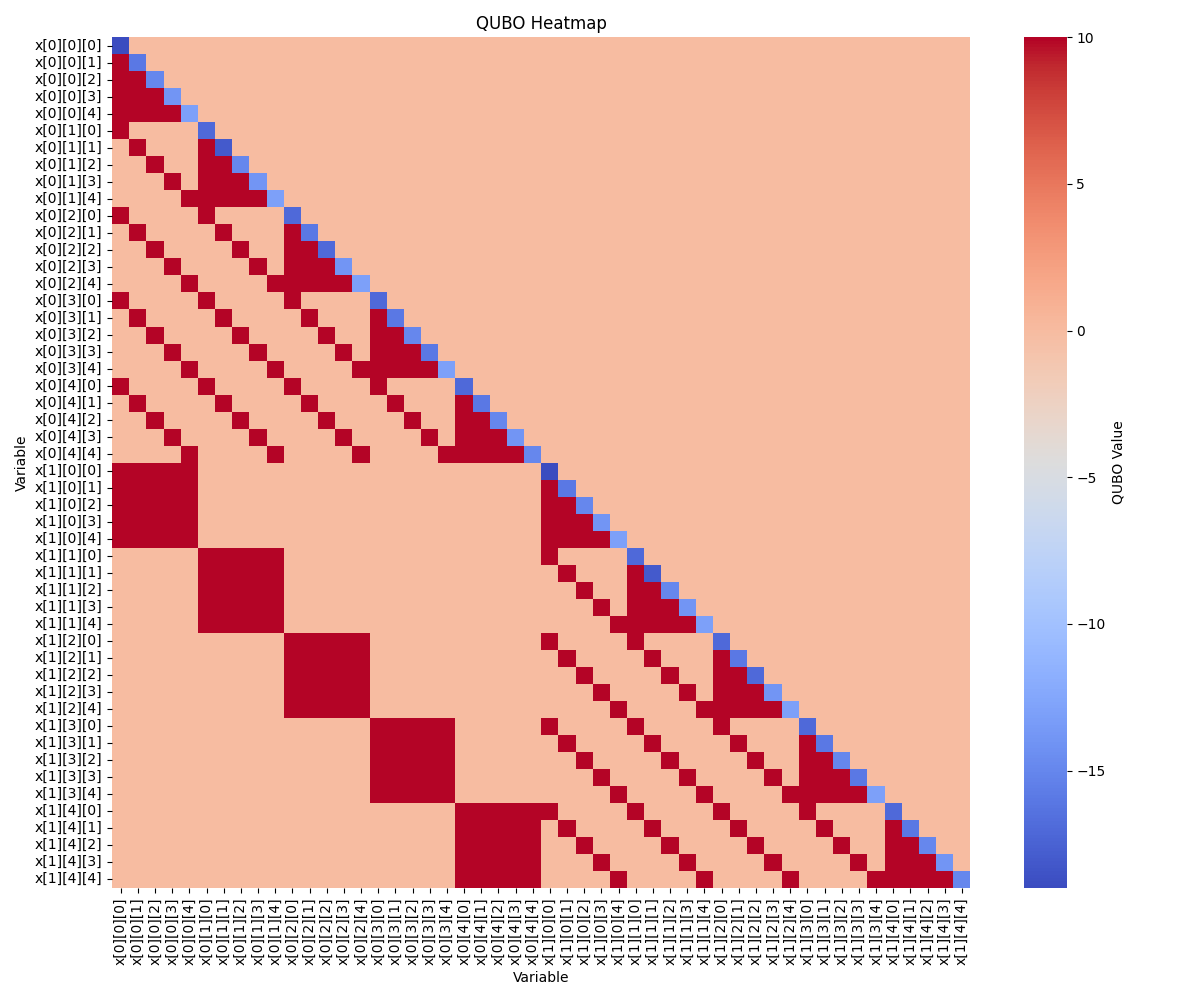 QUBO Heatmap
x[0][0][0]
x[0][0][1]
x[0][0][2]
x[0][0][3]
x[0][0][4]
x[0][1][0]
x[0][1][1]
x[0][1][2]
x[0][1][3]
x[0][1][4]
x[0][2][0]
x[0][2][1]
x[0][2][2]
x[0][2][3]
x[0][2][4]
x[0][3][0]
x[0][3][1]
x[0][3][2]
x[0][3][3]
x[0][3][4]
x[0][4][0]
x[0][4][1]
x[0][4][2]
x[0][4][3]
x[0][4][4]
x[1][0][0]
x[1][0][1]
x[1][0][2]
x[1][0][3]
x[1][0][4]
x[1][1][0]
x[1][1][1]
x[1][1][2]
x[1][1][3]
x[1][1][4]
x[1][2][0]
x[1][2][1]
x[1][2][2]
x[1][2][3]
x[1][2][4]
x[1][3][0]
x[1][3][1]
x[1][3][2]
x[1][3][3]
x[1][3][4]
x[1][4][0]
x[1][4][1]
x[1][4][2]
x[1][4][3]
x[1][4][4]
Variable
x[0][0][0]
x[0][0][1]
x[0][0][2]
x[0][0][3]
x[0][0][4]
x[0][1][0]
x[0][1][1]
x[0][1][2]
x[0][1][3]
x[0][1][4]
x[0][2][0]
x[0][2][1]
x[0][2][2]
x[0][2][3]
x[0][2][4]
x[0][3][0]
x[0][3][1]
x[0][3][2]
x[0][3][3]
x[0][3][4]
x[0][4][0]
x[0][4][1]
x[0][4][2]
x[0][4][3]
x[0][4][4]
x[1][0][0]
x[1][0][1]
x[1][0][2]
x[1][0][3]
x[1][0][4]
x[1][1][0]
x[1][1][1]
x[1][1][2]
x[1][1][3]
x[1][1][4]
x[1][2][0]
x[1][2][1]
x[1][2][2]
x[1][2][3]
x[1][2][4]
x[1][3][0]
x[1][3][1]
x[1][3][2]
x[1][3][3]
x[1][3][4]
x[1][4][0]
x[1][4][1]
x[1][4][2]
x[1][4][3]
x[1][4][4]
Variable
10
5
0
−5
−10
−15
QUBO Value